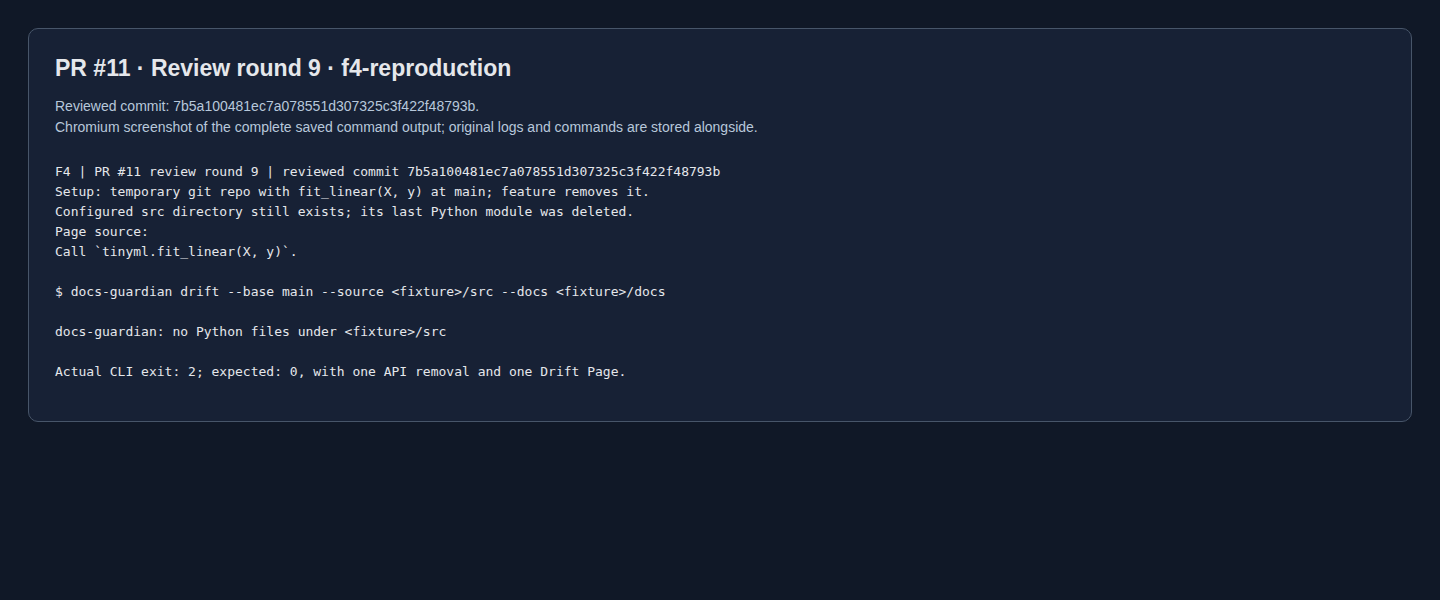 PR #11 · Review round 9 · f4-reproduction
Reviewed commit: 7b5a100481ec7a078551d307325c3f422f48793b.
Chromium screenshot of the complete saved command output; original logs and commands are stored alongside.
F4 | PR #11 review round 9 | reviewed commit 7b5a100481ec7a078551d307325c3f422f48793b
Setup: temporary git repo with fit_linear(X, y) at main; feature removes it.
Configured src directory still exists; its last Python module was deleted.
Page source:
Call `tinyml.fit_linear(X, y)`.
$ docs-guardian drift --base main --source <fixture>/src --docs <fixture>/docs
docs-guardian: no Python files under <fixture>/src
Actual CLI exit: 2; expected: 0, with one API removal and one Drift Page.